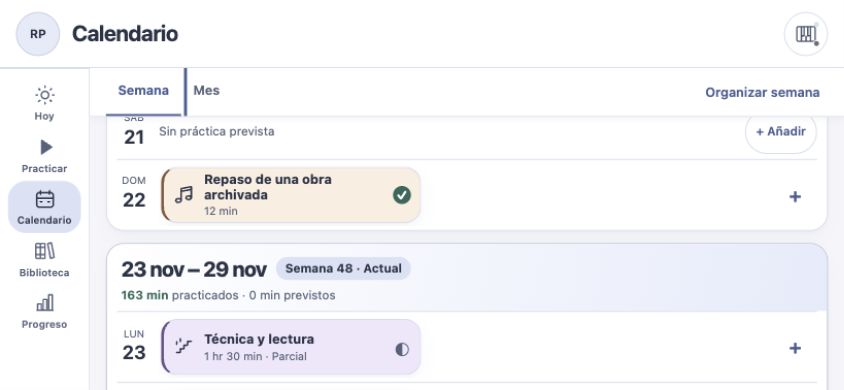 RP
Calendario
Semana
Mes
Organizar semana
Hoy
Practicar
Calendario
Biblioteca
Progreso
SÁB
21
Sin práctica prevista
+ Añadir
DOM
22
Repaso de una obra
archivada
12 min
+
23 nov – 29 nov
Semana 48 · Actual
163 min practicados · 0 min previstos
LUN
23
Técnica y lectura
1 hr 30 min · Parcial
+